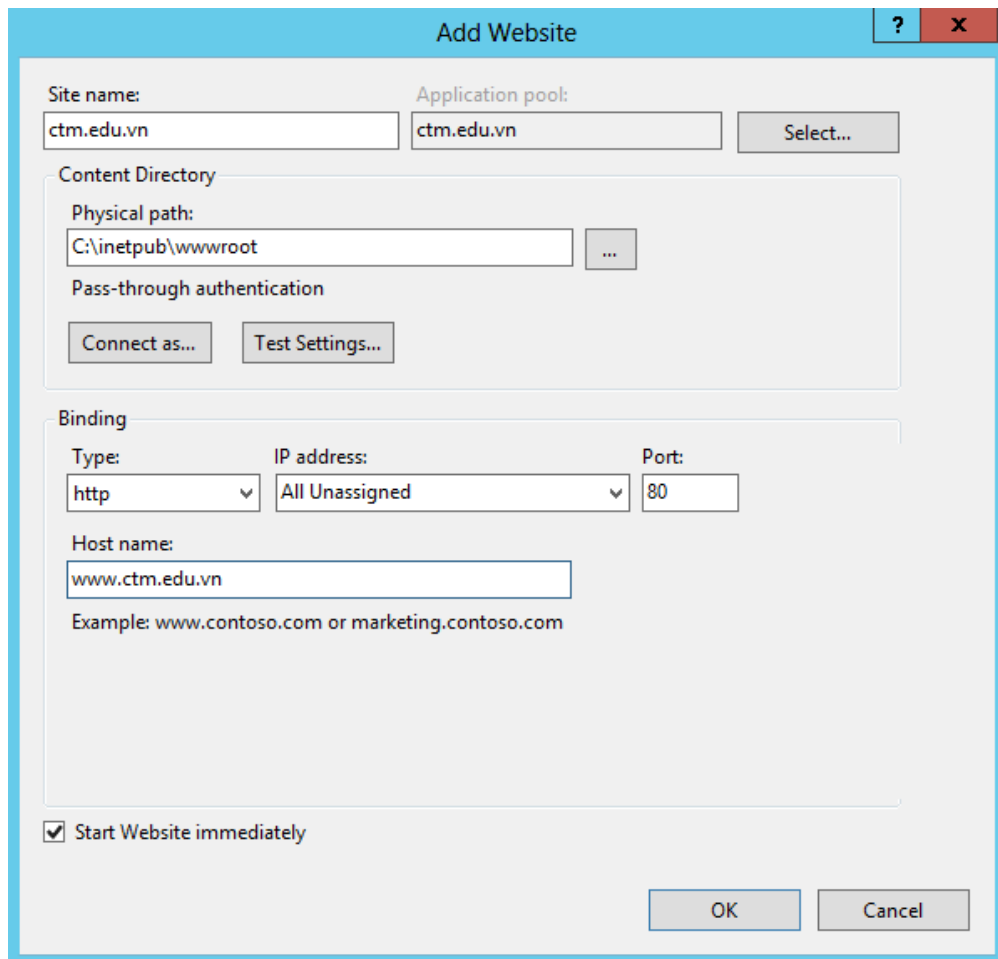 Add Website
?
x
Site name:
Application pool:
ctm.edu.vn
ctm.edu.vn
Select...
Content Directory
Physical path:
C:\inetpub\wwwroot
...
Pass-through authentication
Connect as...
Test Settings...
Binding
Type:
IP address:
Port:
http
All Unassigned
80
Host name:
www.ctm.edu.vn
Example: www.contoso.com or marketing.contoso.com
Start Website immediately
OK
Cancel